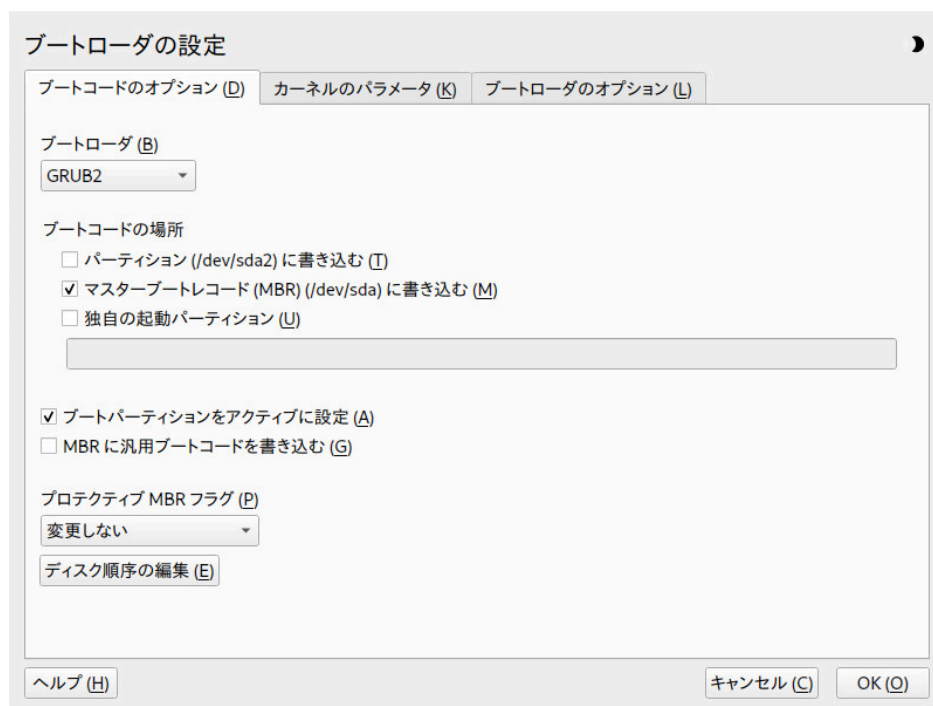 ブートローダの設定
ブートコードのオプション (D) カーネルのパラメータ (K) ブートローダのオプション (L)
ブートローダ (B)
GRUB2
ブートコードの場所
パーティション (/dev/sda2) に書き込む (T)
マスターブートレコード (MBR) (/dev/sda) に書き込む (M)
独自の起動パーティション (U)
ブートパーティションをアクティブに設定 (A)
MBR に汎用ブートコードを書き込む (G)
プロテクティブ MBR フラグ (P)
変更しない
ディスク順序の編集 (E)
ヘルプ (H) キャンセル (C) OK (O)